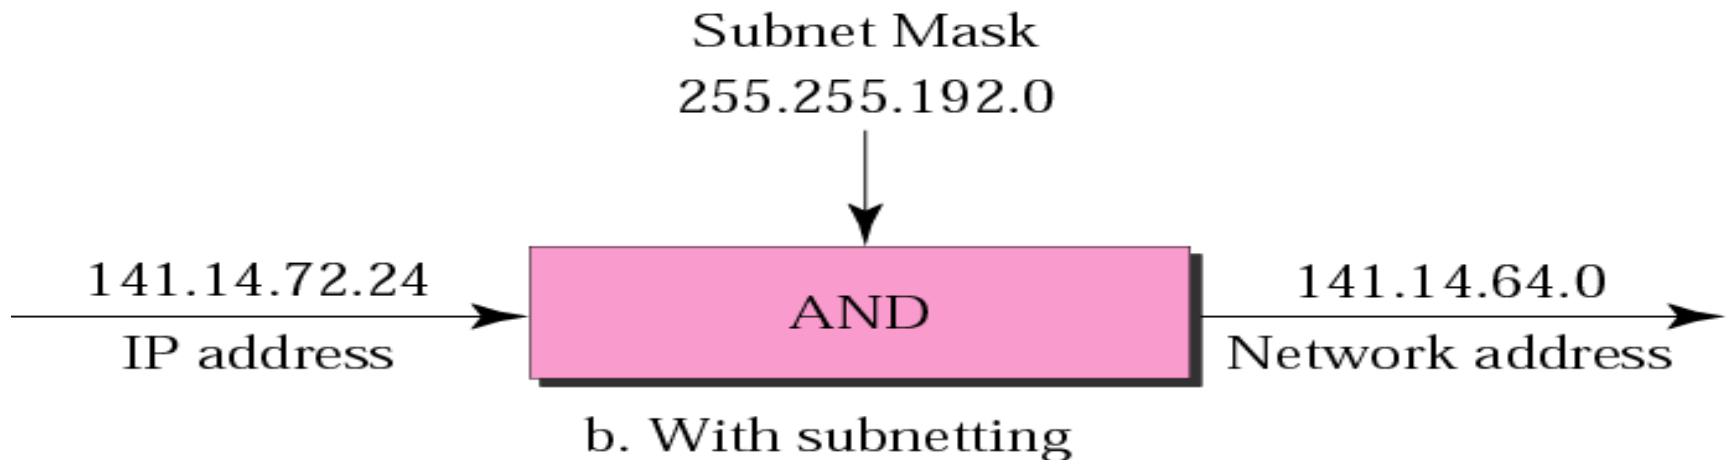 Subnet Mask
255.255.192.0
141.14.72.24
IP address
AND
141.14.64.0
Network address
b. With subnetting